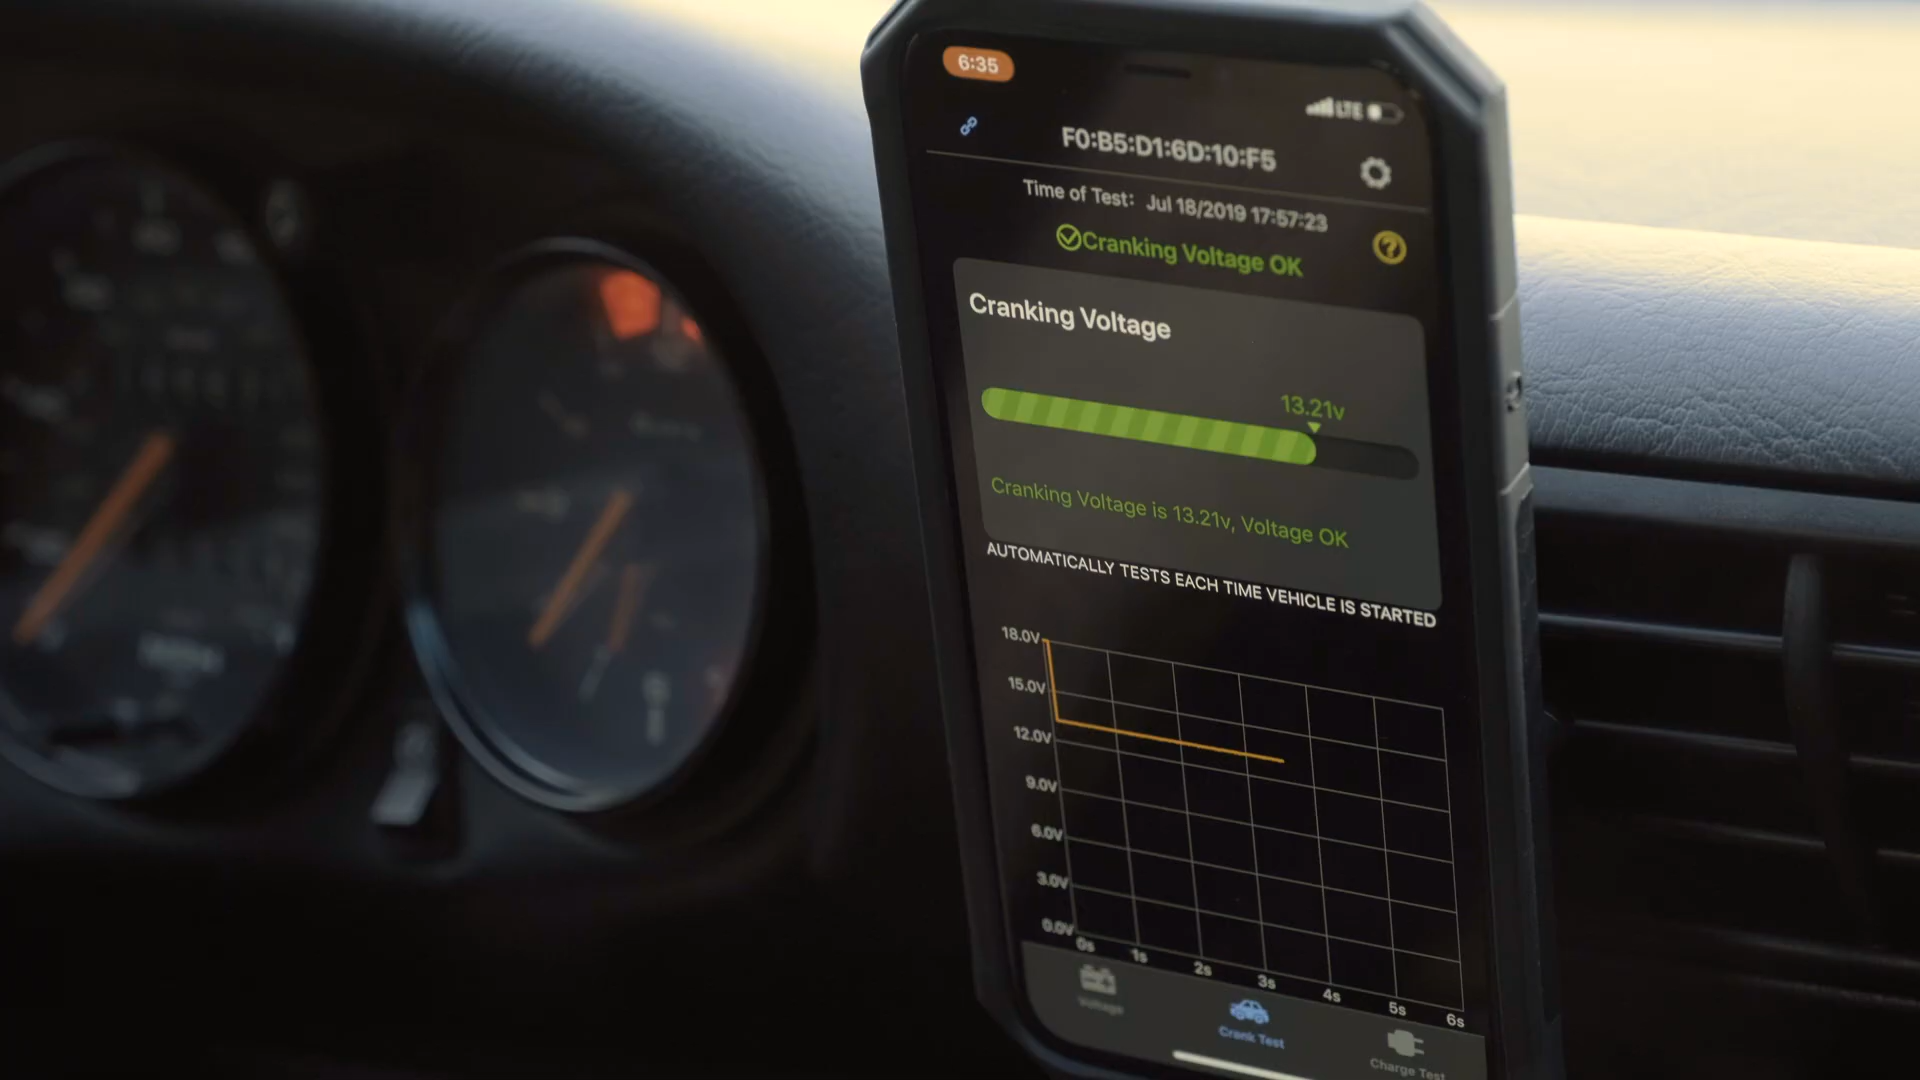 6:35
LTE
F0:B5:D1:6D:10:F5
Time of Test: Jul 18/2019 17:57:23
Cranking Voltage OK
?
Cranking Voltage
13.21v
Cranking Voltage is 13.21v, Voltage OK
AUTOMATICALLY TESTS EACH TIME VEHICLE IS STARTED
18.0V
15.0V
12.0V
9.0V
6.0V
3.0V
0.0V
0s 1s 2s 3s 4s 5s 6s
Voltage
Crank Test
Charge Test